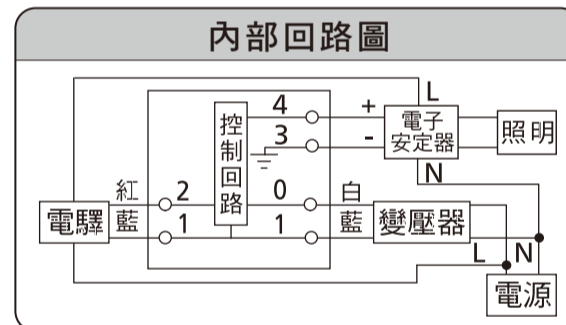 內部回路圖
L
4 + 電子
安定器 照明
3 -
控制回路
N
紅 2 0 白
電驛 藍 1 1 藍 變壓器
L N
電源